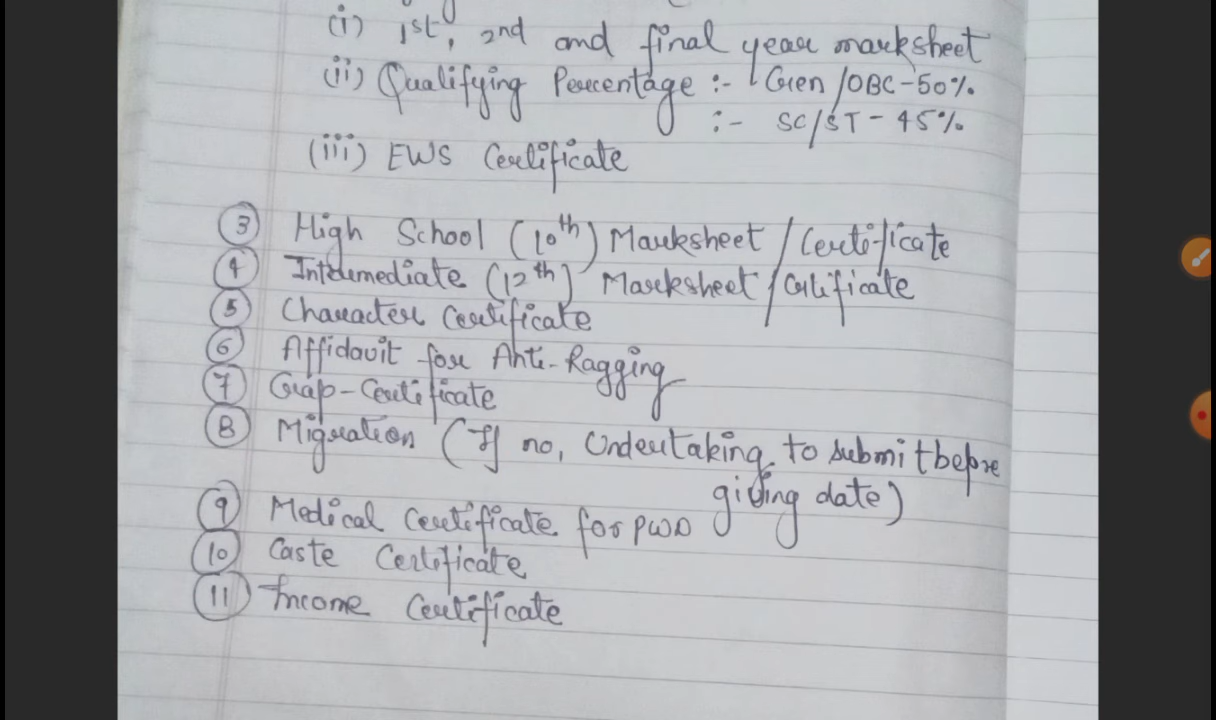 (i) 1st, 2nd and final year marksheet
(ii) Qualifying Percentage :- Gen /OBC-50%
:- SC/ST - 45%
(iii) EWS Certificate
③ High School (10th) Marksheet / Certificate
④ Intermediate (12th) Marksheet / Certificate
⑤ Character Certificate
⑥ Affidavit for Anti-Ragging
⑦ Gap-Certificate
⑧ Migration (If no, Undertaking to submit before
giving date)
⑨ Medical Certificate for PWD
⑩ Caste Certificate
⑪ Income Certificate